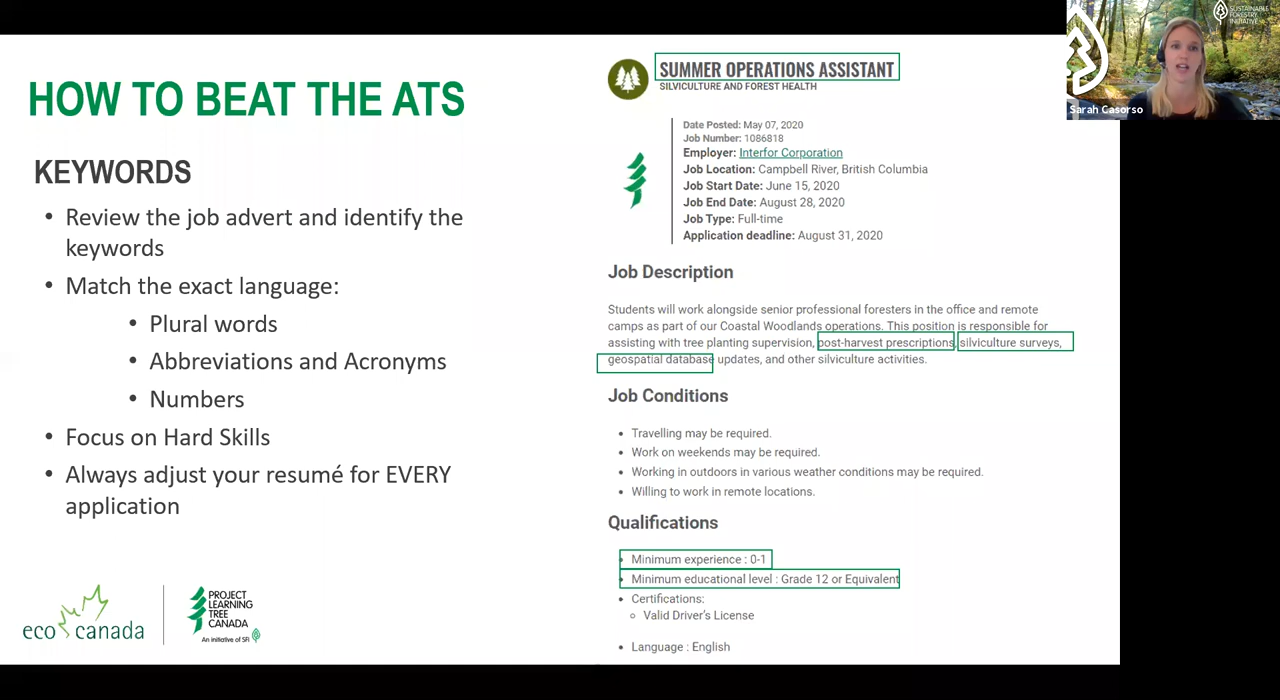 HOW TO BEAT THE ATS
KEYWORDS
• Review the job advert and identify the
keywords
• Match the exact language:
• Plural words
• Abbreviations and Acronyms
• Numbers
• Focus on Hard Skills
• Always adjust your resumé for EVERY
application
eco canada
PROJECT
LEARNING
TREE
CANADA
An initiative of SFI
SUMMER OPERATIONS ASSISTANT
SILVICULTURE AND FOREST HEALTH
Date Posted: May 07, 2020
Job Number: 1086818
Employer: Interfor Corporation
Job Location: Campbell River, British Columbia
Job Start Date: June 15, 2020
Job End Date: August 28, 2020
Job Type: Full-time
Application deadline: August 31, 2020
Job Description
Students will work alongside senior professional foresters in the office and remote
camps as part of our Coastal Woodlands operations. This position is responsible for
assisting with tree planting supervision, post-harvest prescriptions, silviculture surveys,
geospatial database updates, and other silviculture activities.
Job Conditions
• Travelling may be required.
• Work on weekends may be required.
• Working in outdoors in various weather conditions may be required.
• Willing to work in remote locations.
Qualifications
• Minimum experience : 0-1
• Minimum educational level : Grade 12 or Equivalent
• Certifications:
○ Valid Driver's License
• Language : English
SUSTAINABLE
FORESTRY
INITIATIVE
Sarah Casorso